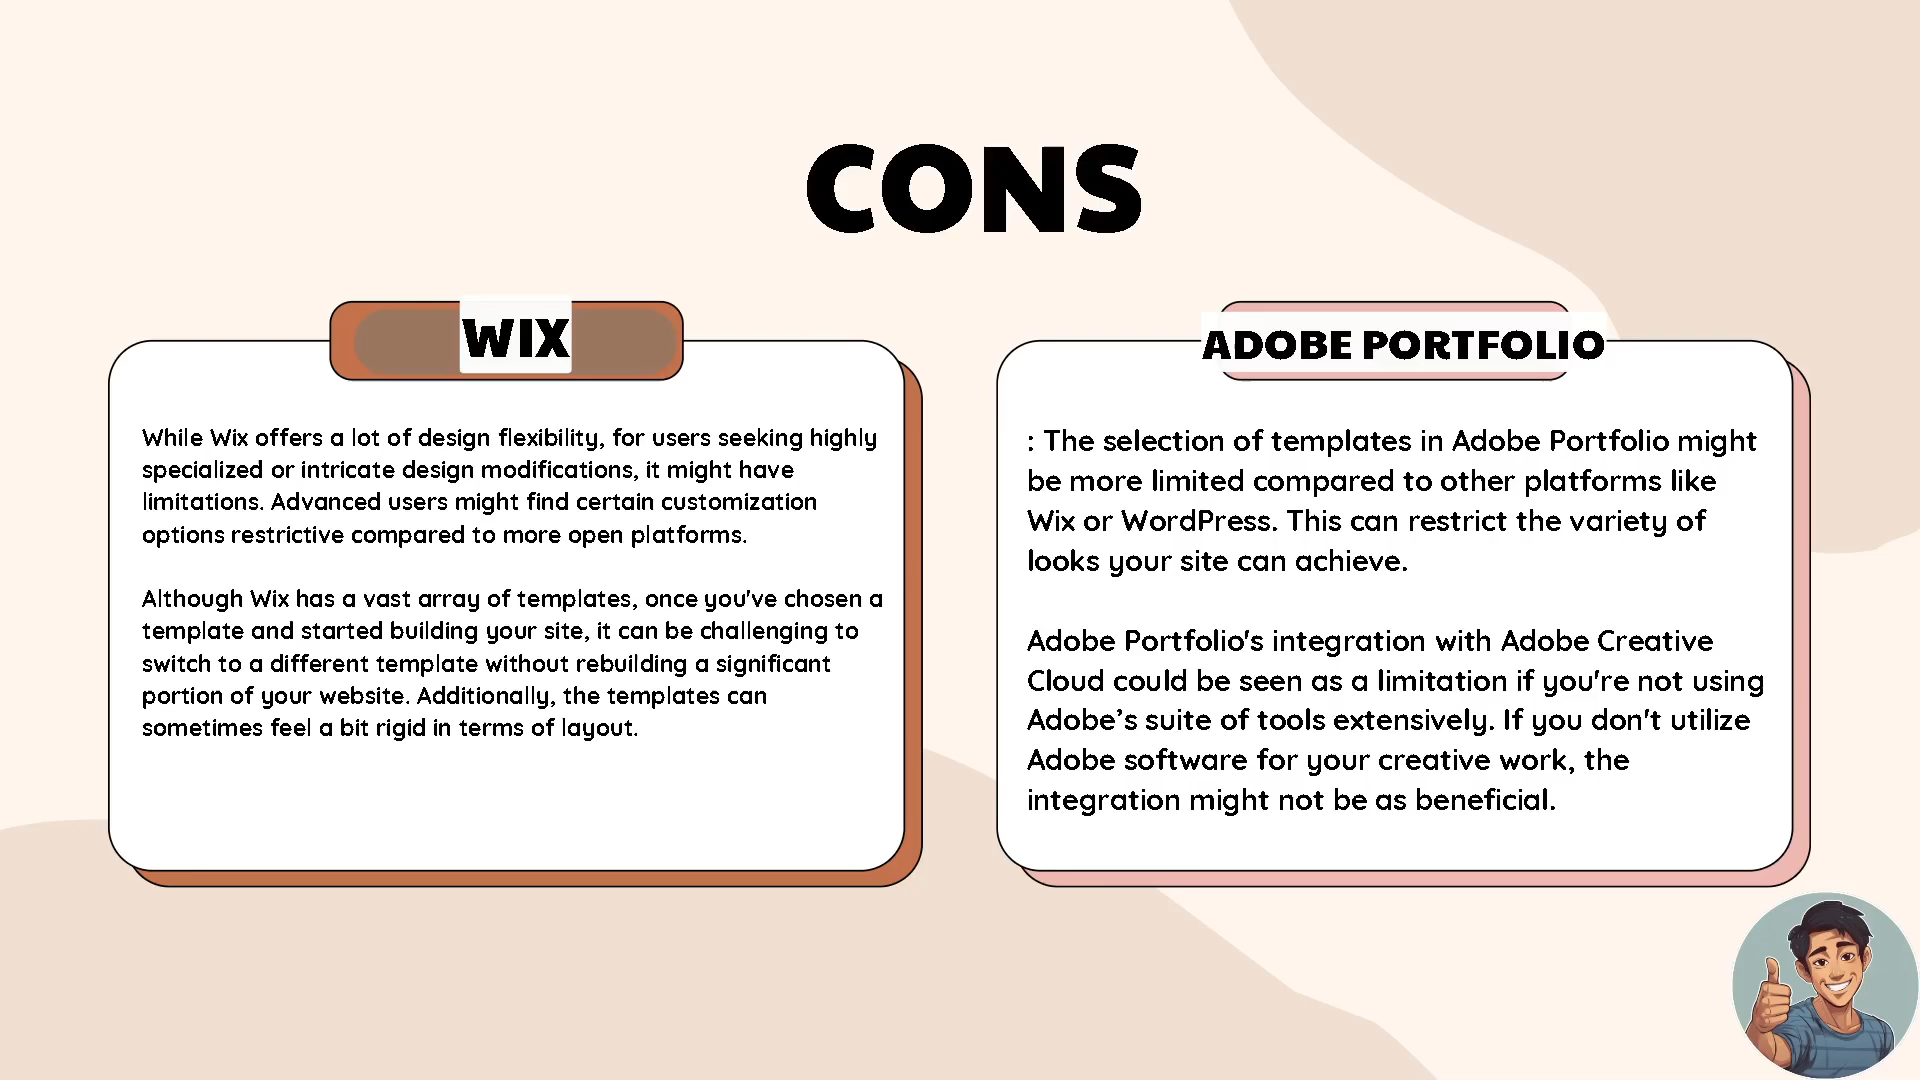 CONS
WIX
While Wix offers a lot of design flexibility, for users seeking highly
specialized or intricate design modifications, it might have
limitations. Advanced users might find certain customization
options restrictive compared to more open platforms.
Although Wix has a vast array of templates, once you've chosen a
template and started building your site, it can be challenging to
switch to a different template without rebuilding a significant
portion of your website. Additionally, the templates can
sometimes feel a bit rigid in terms of layout.
ADOBE PORTFOLIO
: The selection of templates in Adobe Portfolio might
be more limited compared to other platforms like
Wix or WordPress. This can restrict the variety of
looks your site can achieve.
Adobe Portfolio's integration with Adobe Creative
Cloud could be seen as a limitation if you're not using
Adobe’s suite of tools extensively. If you don't utilize
Adobe software for your creative work, the
integration might not be as beneficial.